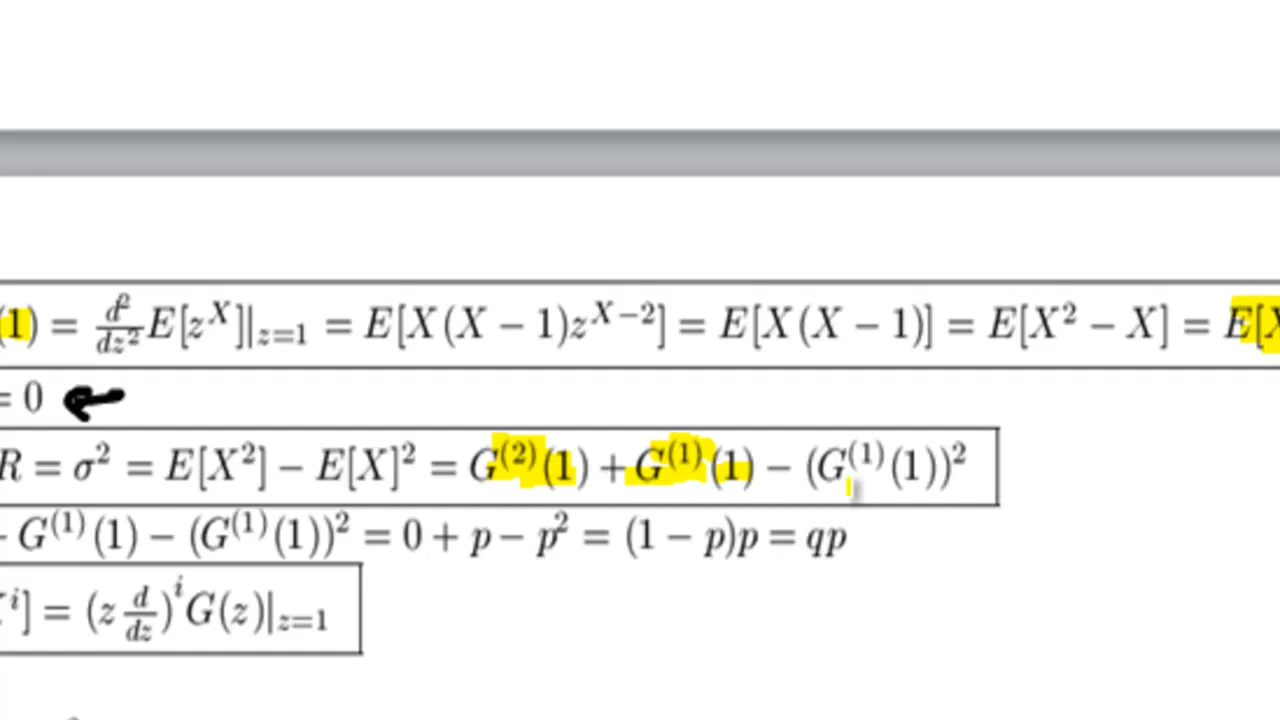 (1) = d²/dz² E[z^X]|_{z=1} = E[X(X − 1)z^{X−2}] = E[X(X − 1)] = E[X² − X] = E[X
= 0
R = σ² = E[X²] − E[X]² = G^{(2)}(1) + G^{(1)}(1) − (G^{(1)}(1))²
- G^{(1)}(1) − (G^{(1)}(1))² = 0 + p − p² = (1 − p)p = qp
^i] = (z d/dz)^i G(z)|_{z=1}